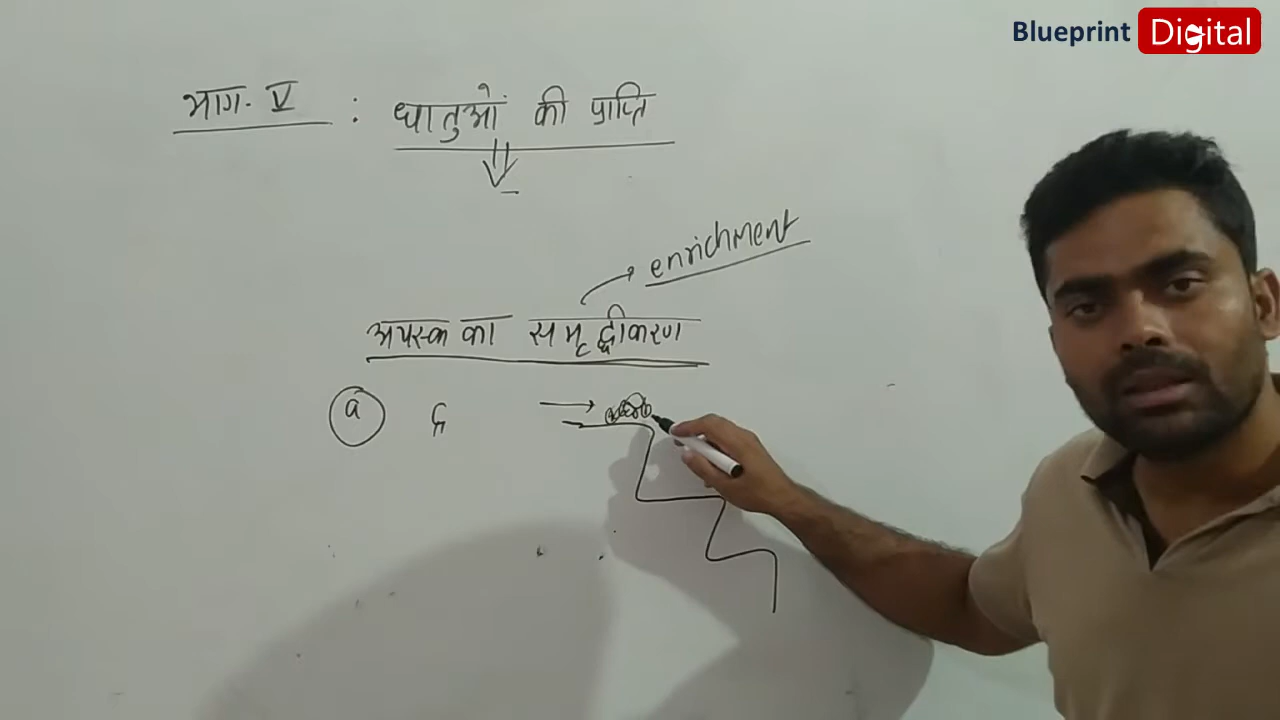 Blueprint Digital
भाग- V : धातुओं की प्राप्ति
enrichment
अयस्क का समृद्धीकरण
a